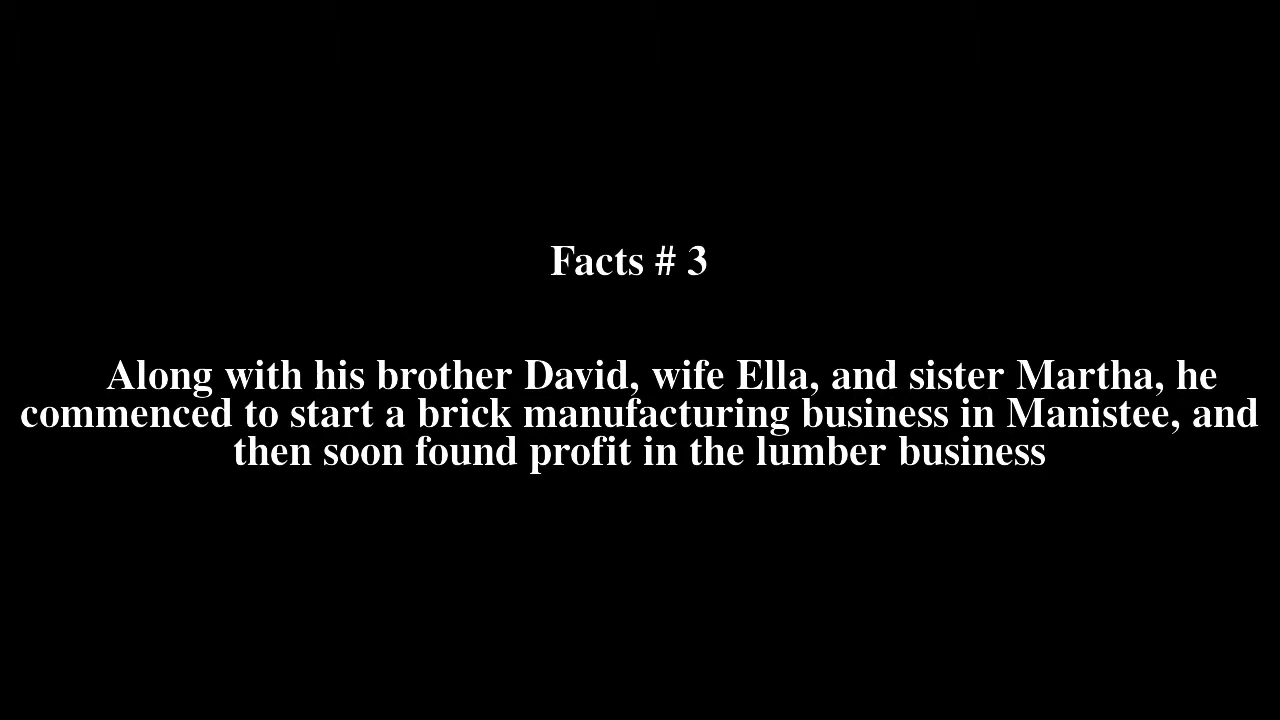 Facts # 3
Along with his brother David, wife Ella, and sister Martha, he
commenced to start a brick manufacturing business in Manistee, and
then soon found profit in the lumber business